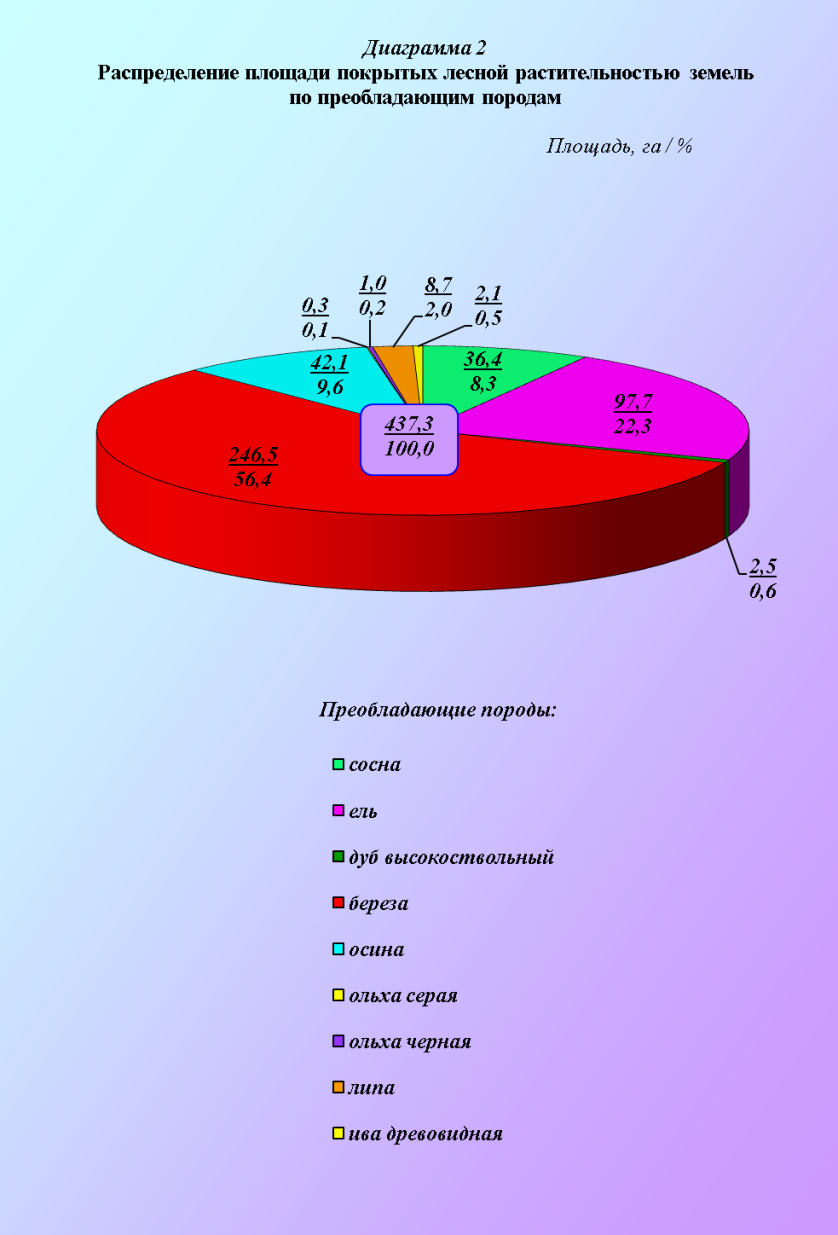 Диаграмма 2
Распределение площади покрытых лесной растительностью земель
по преобладающим породам
Площадь, га / %
0,3
0,1
1,0
0,2
8,7
2,0
2,1
0,5
42,1
9,6
36,4
8,3
97,7
22,3
437,3
100,0
246,5
56,4
2,5
0,6
Преобладающие породы:
сосна
ель
дуб высокоствольный
береза
осина
ольха серая
ольха черная
липа
ива древовидная